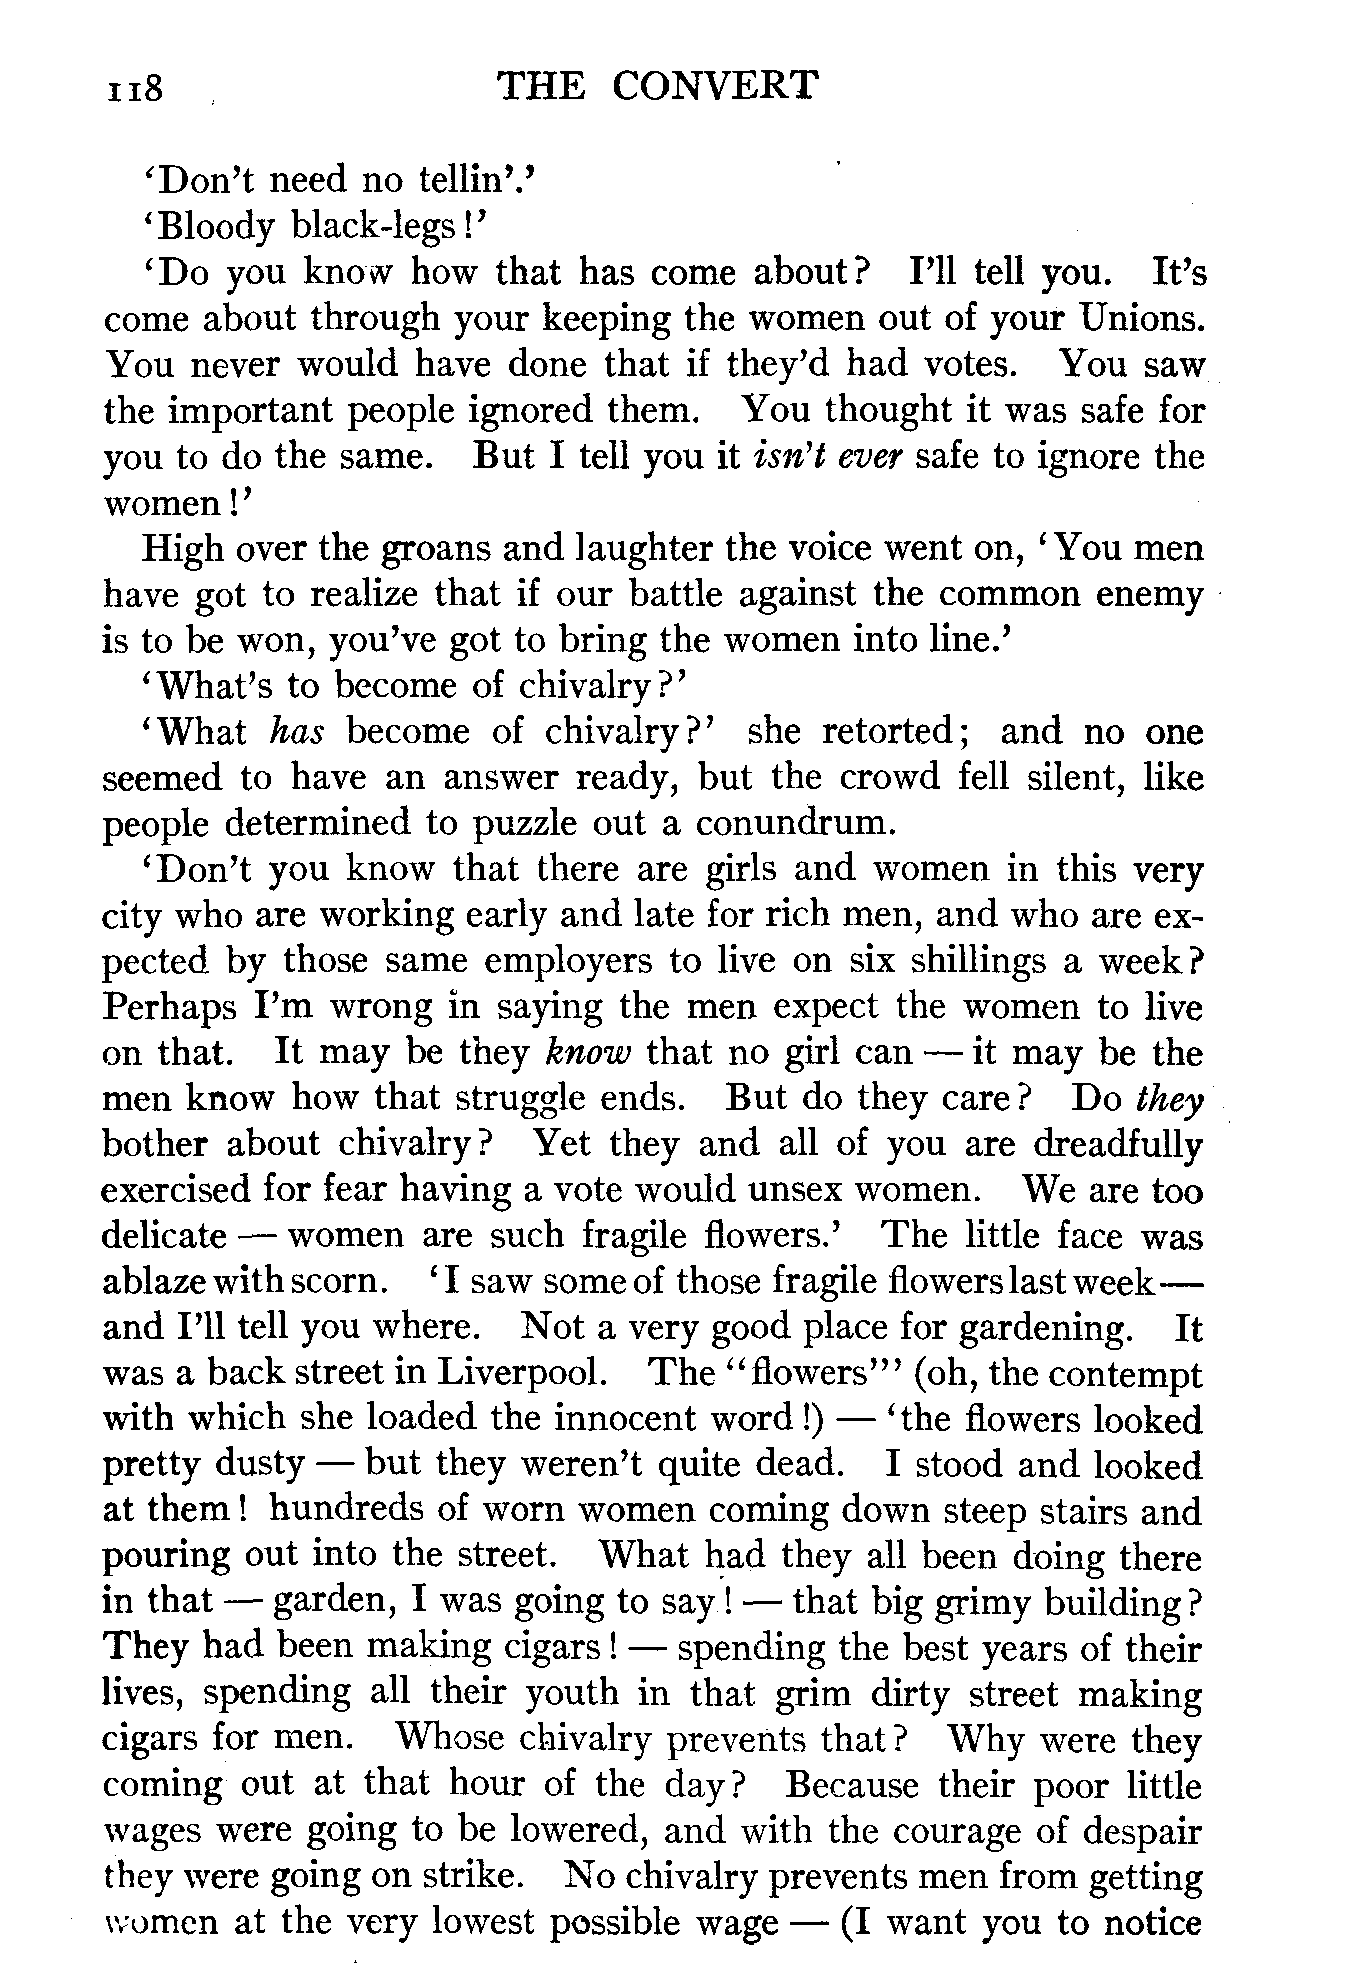 118 THE CONVERT
‘Don’t need no tellin’.’
‘Bloody black-legs!’
‘Do you know how that has come about? I’ll tell you. It’s
come about through your keeping the women out of your Unions.
You never would have done that if they’d had votes. You saw
the important people ignored them. You thought it was safe for
you to do the same. But I tell you it isn’t ever safe to ignore the
women!’
High over the groans and laughter the voice went on, ‘You men
have got to realize that if our battle against the common enemy
is to be won, you’ve got to bring the women into line.’
‘What’s to become of chivalry?’
‘What has become of chivalry?’ she retorted; and no one
seemed to have an answer ready, but the crowd fell silent, like
people determined to puzzle out a conundrum.
‘Don’t you know that there are girls and women in this very
city who are working early and late for rich men, and who are ex-
pected by those same employers to live on six shillings a week?
Perhaps I’m wrong in saying the men expect the women to live
on that. It may be they know that no girl can — it may be the
men know how that struggle ends. But do they care? Do they
bother about chivalry? Yet they and all of you are dreadfully
exercised for fear having a vote would unsex women. We are too
delicate — women are such fragile flowers.’ The little face was
ablaze with scorn. ‘I saw some of those fragile flowers last week —
and I’ll tell you where. Not a very good place for gardening. It
was a back street in Liverpool. The “flowers”’ (oh, the contempt
with which she loaded the innocent word!) — ‘the flowers looked
pretty dusty — but they weren’t quite dead. I stood and looked
at them! hundreds of worn women coming down steep stairs and
pouring out into the street. What had they all been doing there
in that — garden, I was going to say! — that big grimy building?
They had been making cigars! — spending the best years of their
lives, spending all their youth in that grim dirty street making
cigars for men. Whose chivalry prevents that? Why were they
coming out at that hour of the day? Because their poor little
wages were going to be lowered, and with the courage of despair
they were going on strike. No chivalry prevents men from getting
women at the very lowest possible wage — (I want you to notice